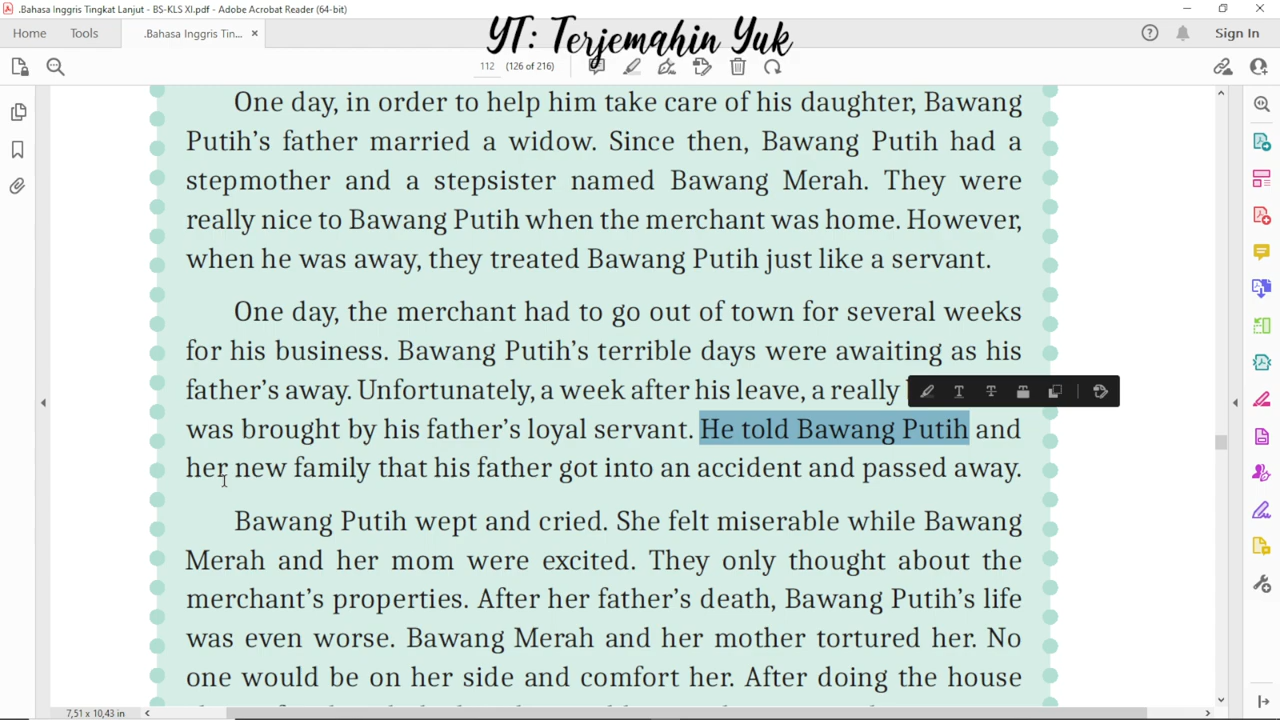 .Bahasa Inggris Tingkat Lanjut - BS-KLS XI.pdf - Adobe Acrobat Reader (64-bit)
Home Tools .Bahasa Inggris Tin... × Sign In
YT: Terjemahin Yuk
112 (126 of 216)
One day, in order to help him take care of his daughter, Bawang
Putih’s father married a widow. Since then, Bawang Putih had a
stepmother and a stepsister named Bawang Merah. They were
really nice to Bawang Putih when the merchant was home. However,
when he was away, they treated Bawang Putih just like a servant.
One day, the merchant had to go out of town for several weeks
for his business. Bawang Putih’s terrible days were awaiting as his
father’s away. Unfortunately, a week after his leave, a really
was brought by his father’s loyal servant. He told Bawang Putih and
her new family that his father got into an accident and passed away.
Bawang Putih wept and cried. She felt miserable while Bawang
Merah and her mom were excited. They only thought about the
merchant’s properties. After her father’s death, Bawang Putih’s life
was even worse. Bawang Merah and her mother tortured her. No
one would be on her side and comfort her. After doing the house
7,51 x 10,43 in